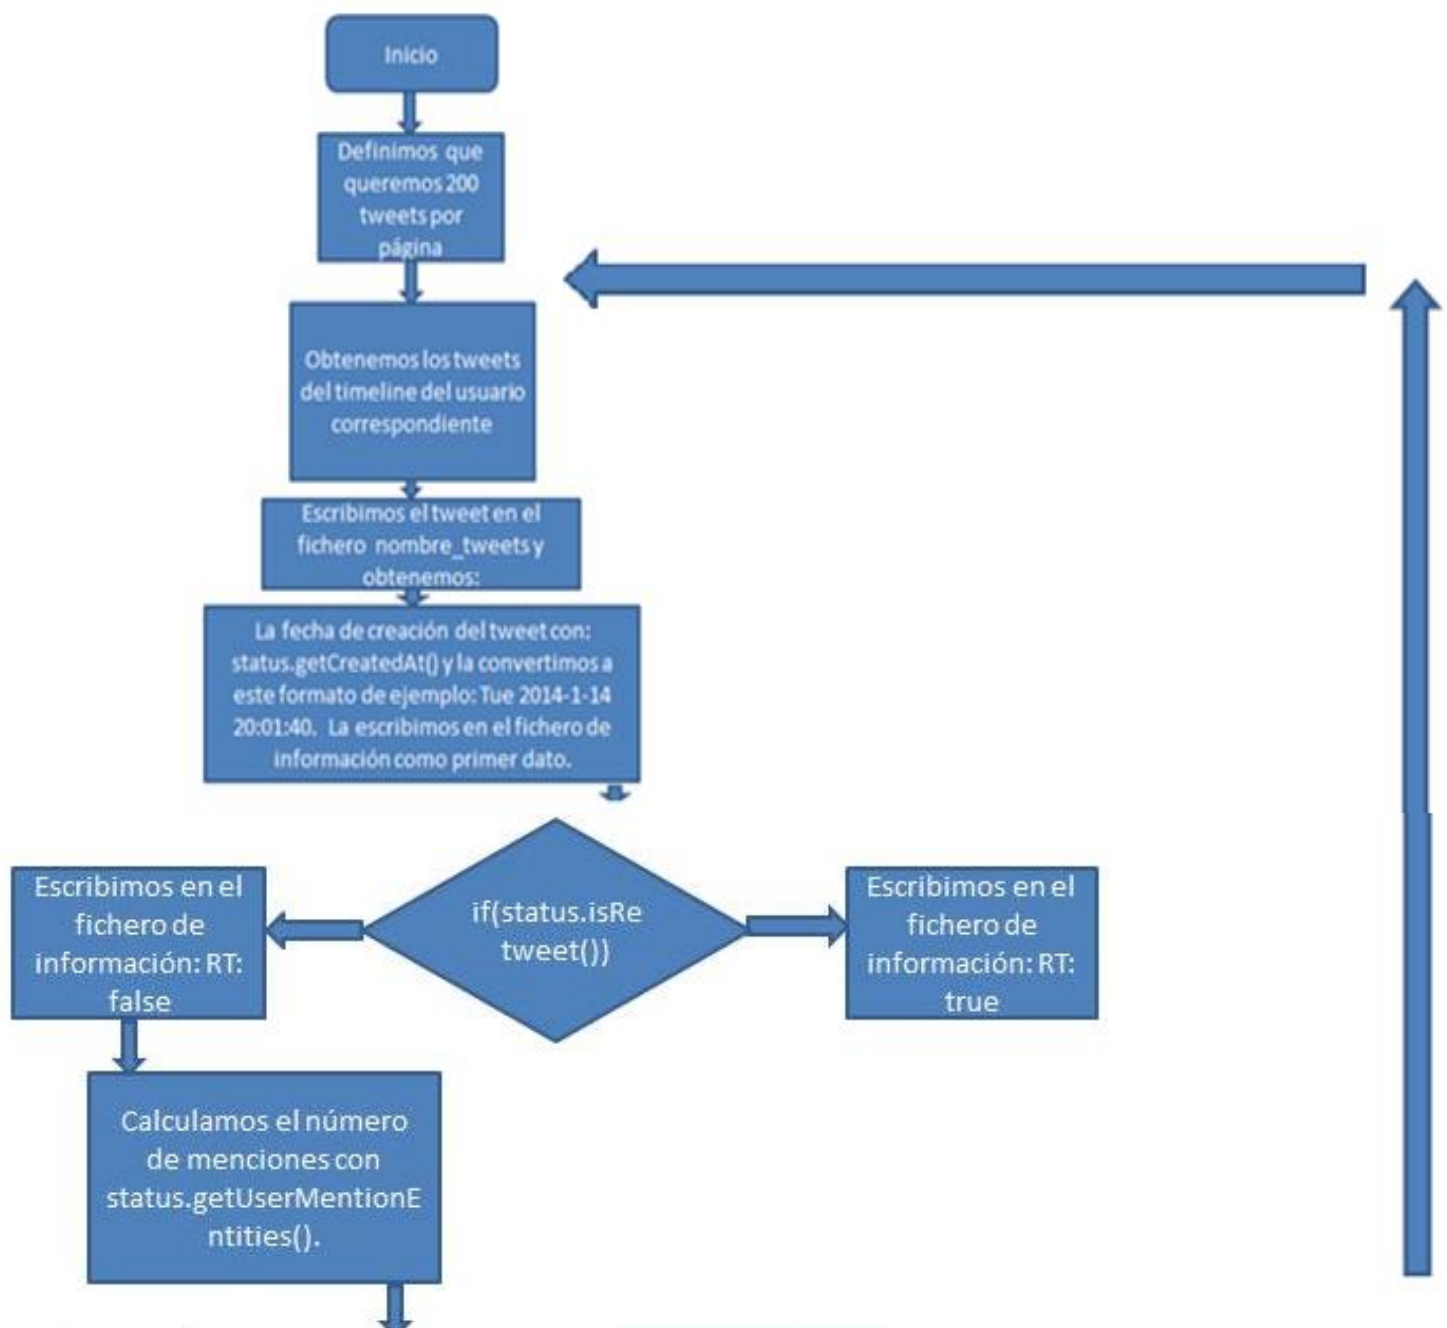 Inicio
Definimos que
queremos 200
tweets por
página
Obtenemos los tweets
del timeline del usuario
correspondiente
Escribimos el tweet en el
fichero nombre_tweets y
obtenemos:
La fecha de creación del tweet con:
status.getCreatedAt() y la convertimos a
este formato de ejemplo: Tue 2014-1-14
20:01:40. La escribimos en el fichero de
información como primer dato.
if(status.isRe
tweet())
Escribimos en el
fichero de
información: RT:
false
Escribimos en el
fichero de
información: RT:
true
Calculamos el número
de menciones con
status.getUserMentionE
ntities().